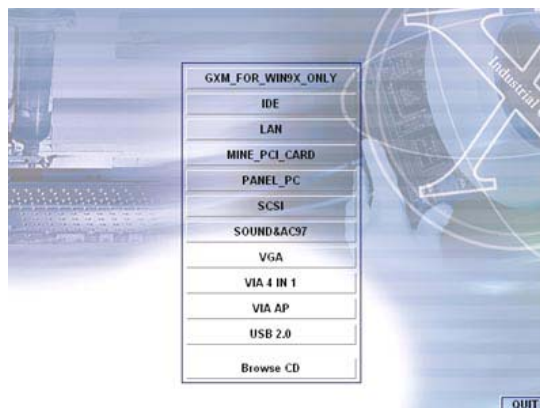 GXM_FOR_WIN9X_ONLY
IDE
LAN
MINE_PCI_CARD
PANEL_PC
SCSI
SOUND&AC97
VGA
VIA 4 IN 1
VIA AP
USB 2.0
Browse CD
Industrial
QUIT